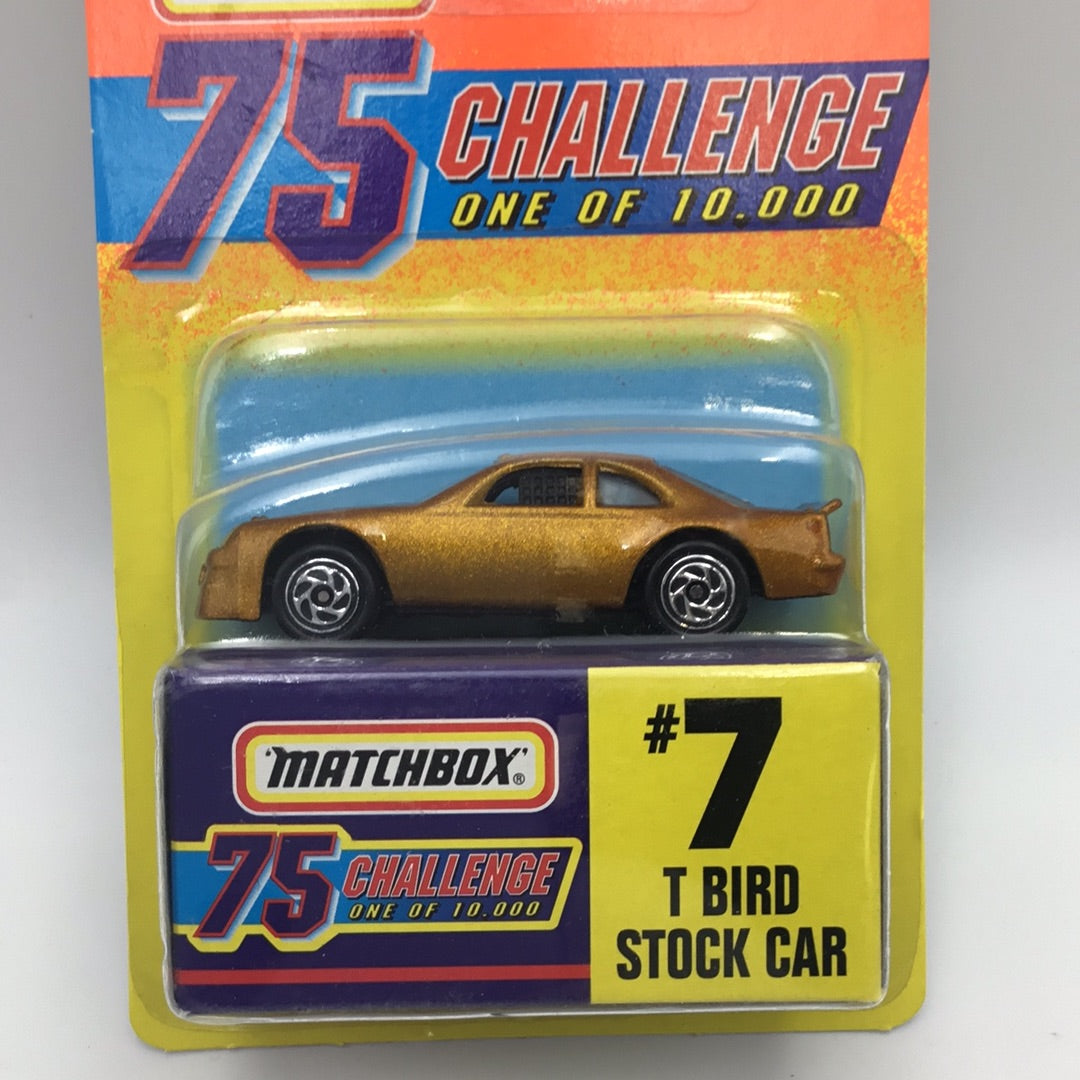 75 CHALLENGE
ONE OF 10.000
#7
'MATCHBOX'®
75 CHALLENGE
ONE OF 10.000
T BIRD
STOCK CAR